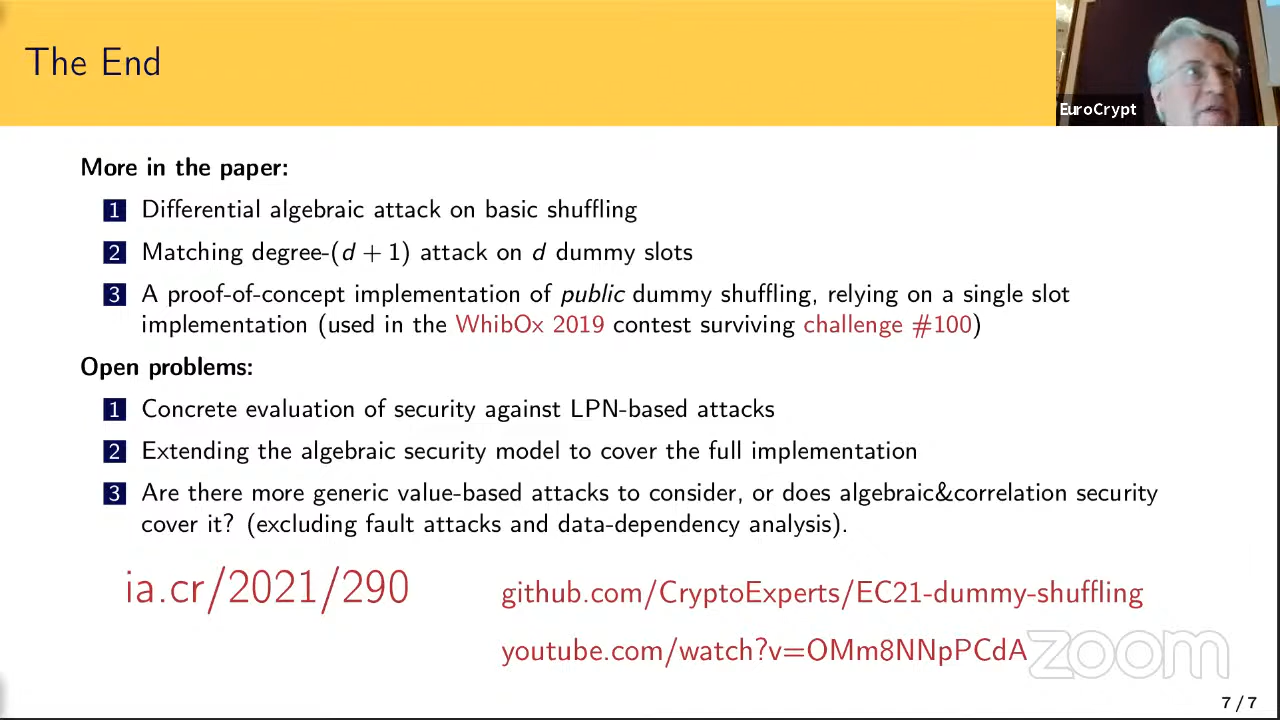 The End
EuroCrypt
More in the paper:
1 Differential algebraic attack on basic shuffling
2 Matching degree-(d + 1) attack on d dummy slots
3 A proof-of-concept implementation of public dummy shuffling, relying on a single slot
implementation (used in the WhibOx 2019 contest surviving challenge #100)
Open problems:
1 Concrete evaluation of security against LPN-based attacks
2 Extending the algebraic security model to cover the full implementation
3 Are there more generic value-based attacks to consider, or does algebraic&correlation security
cover it? (excluding fault attacks and data-dependency analysis).
ia.cr/2021/290
github.com/CryptoExperts/EC21-dummy-shuffling
youtube.com/watch?v=OMm8NNpPCdA
zoom
7 / 7